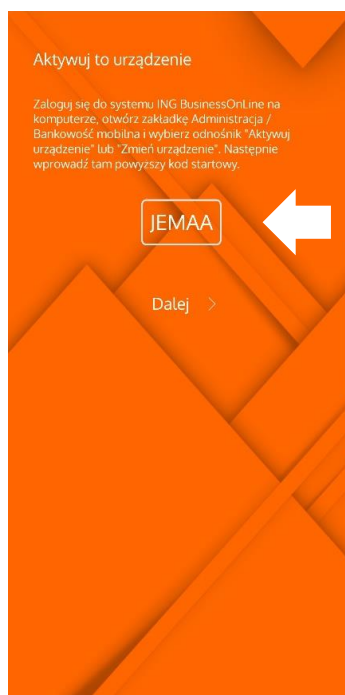 Aktywuj to urządzenie
Zaloguj się do systemu ING BusinessOnLine na
komputerze, otwórz zakładkę Administracja /
Bankowość mobilna i wybierz odnośnik "Aktywuj
urządzenie" lub "Zmień urządzenie". Następnie
wprowadź tam powyższy kod startowy.
JEMAA
Dalej >